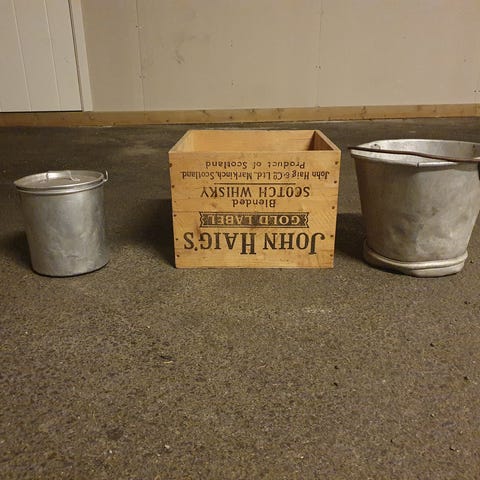 JOHN HAIG'S
GOLD LABEL
Blended
SCOTCH WHISKY
John Haig & Co Ltd. Markinch, Scotland.
Product of Scotland